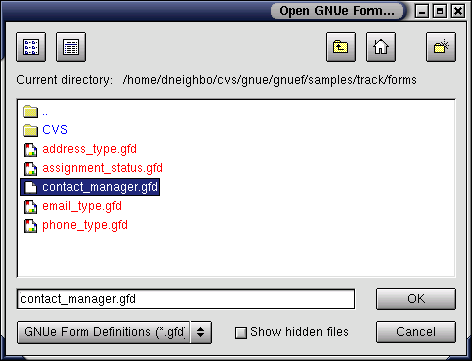 Open GNUe Form...
Current directory: /home/dneighbo/cvs/gnue/gnuef/samples/track/forms
..
CVS
address_type.gfd
assignment_status.gfd
contact_manager.gfd
email_type.gfd
phone_type.gfd
contact_manager.gfd
OK
GNUe Form Definitions (*.gfd)
Show hidden files
Cancel